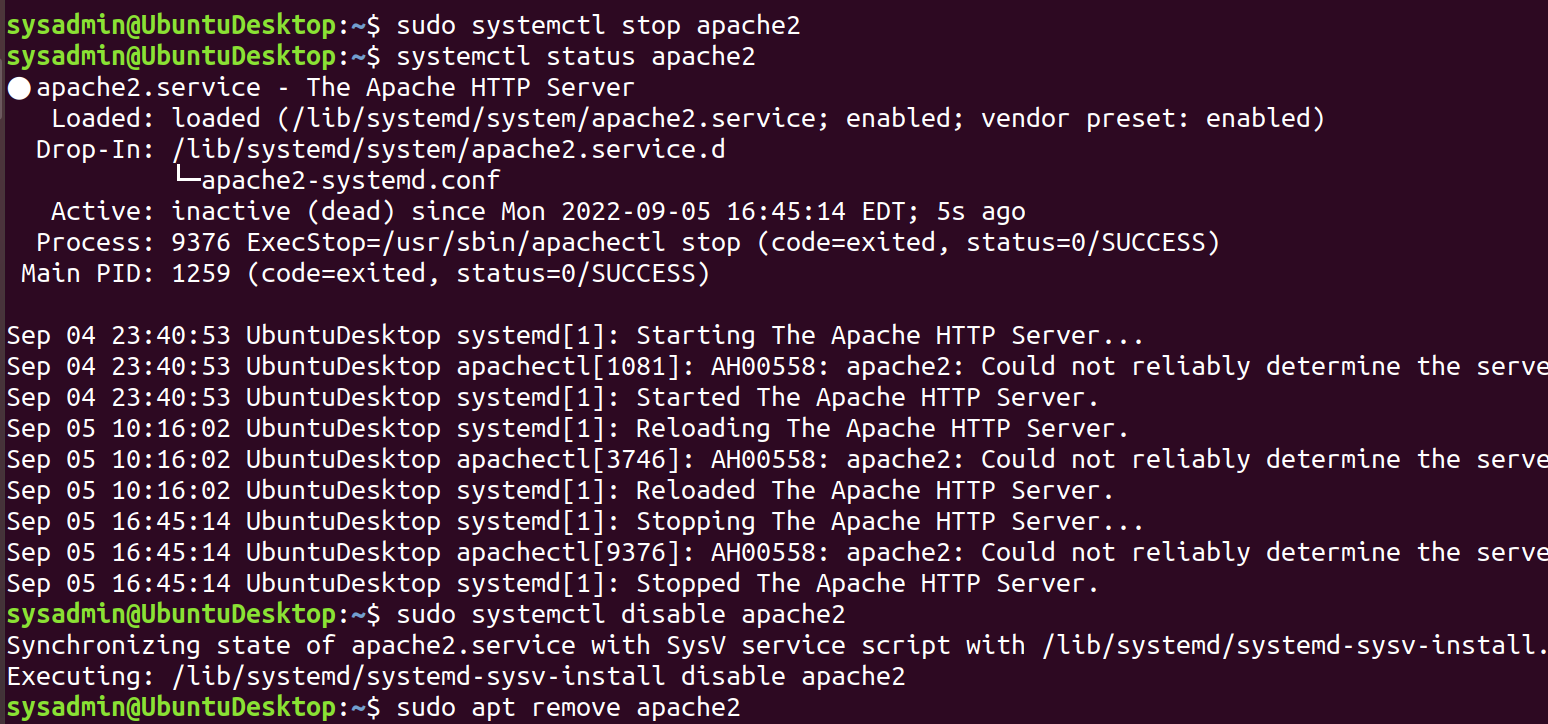 sysadmin@UbuntuDesktop:~$ sudo systemctl stop apache2
sysadmin@UbuntuDesktop:~$ systemctl status apache2
● apache2.service - The Apache HTTP Server
   Loaded: loaded (/lib/systemd/system/apache2.service; enabled; vendor preset: enabled)
  Drop-In: /lib/systemd/system/apache2.service.d
           └─apache2-systemd.conf
   Active: inactive (dead) since Mon 2022-09-05 16:45:14 EDT; 5s ago
  Process: 9376 ExecStop=/usr/sbin/apachectl stop (code=exited, status=0/SUCCESS)
 Main PID: 1259 (code=exited, status=0/SUCCESS)

Sep 04 23:40:53 UbuntuDesktop systemd[1]: Starting The Apache HTTP Server...
Sep 04 23:40:53 UbuntuDesktop apachectl[1081]: AH00558: apache2: Could not reliably determine the serve
Sep 04 23:40:53 UbuntuDesktop systemd[1]: Started The Apache HTTP Server.
Sep 05 10:16:02 UbuntuDesktop systemd[1]: Reloading The Apache HTTP Server.
Sep 05 10:16:02 UbuntuDesktop apachectl[3746]: AH00558: apache2: Could not reliably determine the serve
Sep 05 10:16:02 UbuntuDesktop systemd[1]: Reloaded The Apache HTTP Server.
Sep 05 16:45:14 UbuntuDesktop systemd[1]: Stopping The Apache HTTP Server...
Sep 05 16:45:14 UbuntuDesktop apachectl[9376]: AH00558: apache2: Could not reliably determine the serve
Sep 05 16:45:14 UbuntuDesktop systemd[1]: Stopped The Apache HTTP Server.
sysadmin@UbuntuDesktop:~$ sudo systemctl disable apache2
Synchronizing state of apache2.service with SysV service script with /lib/systemd/systemd-sysv-install.
Executing: /lib/systemd/systemd-sysv-install disable apache2
sysadmin@UbuntuDesktop:~$ sudo apt remove apache2